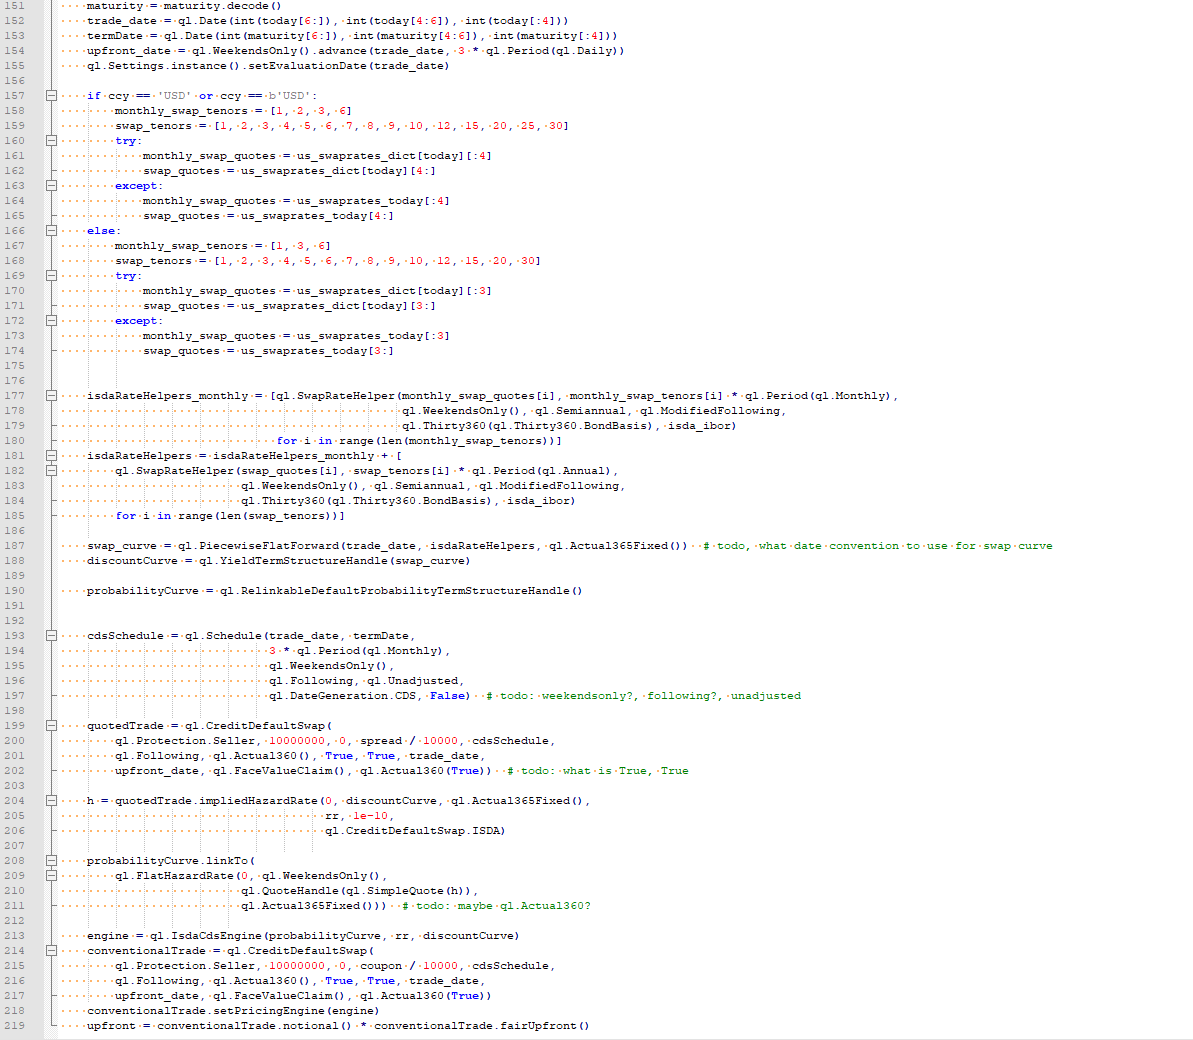 151 maturity = maturity.decode()
152 trade_date = ql.Date(int(today[6:]), int(today[4:6]), int(today[:4]))
153 termDate = ql.Date(int(maturity[6:]), int(maturity[4:6]), int(maturity[:4]))
154 upfront_date = ql.WeekendsOnly().advance(trade_date, 3 * ql.Period(ql.Daily))
155 ql.Settings.instance().setEvaluationDate(trade_date)
156
157 if ccy == 'USD' or ccy == b'USD':
158 monthly_swap_tenors = [1, 2, 3, 6]
159 swap_tenors = [1, 2, 3, 4, 5, 6, 7, 8, 9, 10, 12, 15, 20, 25, 30]
160 try:
161 monthly_swap_quotes = us_swaprates_dict[today][:4]
162 swap_quotes = us_swaprates_dict[today][4:]
163 except:
164 monthly_swap_quotes = us_swaprates_today[:4]
165 swap_quotes = us_swaprates_today[4:]
166 else:
167 monthly_swap_tenors = [1, 3, 6]
168 swap_tenors = [1, 2, 3, 4, 5, 6, 7, 8, 9, 10, 12, 15, 20, 30]
169 try:
170 monthly_swap_quotes = us_swaprates_dict[today][:3]
171 swap_quotes = us_swaprates_dict[today][3:]
172 except:
173 monthly_swap_quotes = us_swaprates_today[:3]
174 swap_quotes = us_swaprates_today[3:]
175
176
177 isdaRateHelpers_monthly = [ql.SwapRateHelper(monthly_swap_quotes[i], monthly_swap_tenors[i] * ql.Period(ql.Monthly),
178 ql.WeekendsOnly(), ql.Semiannual, ql.ModifiedFollowing,
179 ql.Thirty360(ql.Thirty360.BondBasis), isda_ibor)
180 for i in range(len(monthly_swap_tenors))]
181 isdaRateHelpers = isdaRateHelpers_monthly + [
182 ql.SwapRateHelper(swap_quotes[i], swap_tenors[i] * ql.Period(ql.Annual),
183 ql.WeekendsOnly(), ql.Semiannual, ql.ModifiedFollowing,
184 ql.Thirty360(ql.Thirty360.BondBasis), isda_ibor)
185 for i in range(len(swap_tenors))]
186
187 swap_curve = ql.PiecewiseFlatForward(trade_date, isdaRateHelpers, ql.Actual365Fixed()) # todo, what date convention to use for swap curve
188 discountCurve = ql.YieldTermStructureHandle(swap_curve)
189
190 probabilityCurve = ql.RelinkableDefaultProbabilityTermStructureHandle()
191
192
193 cdsSchedule = ql.Schedule(trade_date, termDate,
194 3 * ql.Period(ql.Monthly),
195 ql.WeekendsOnly(),
196 ql.Following, ql.Unadjusted,
197 ql.DateGeneration.CDS, False) # todo: weekendsonly?, following?, unadjusted
198
199 quotedTrade = ql.CreditDefaultSwap(
200 ql.Protection.Seller, 10000000, 0, spread / 10000, cdsSchedule,
201 ql.Following, ql.Actual360(), True, True, trade_date,
202 upfront_date, ql.FaceValueClaim(), ql.Actual360(True)) # todo: what is True, True
203
204 h = quotedTrade.impliedHazardRate(0, discountCurve, ql.Actual365Fixed(),
205 rr, 1e-10,
206 ql.CreditDefaultSwap.ISDA)
207
208 probabilityCurve.linkTo(
209 ql.FlatHazardRate(0, ql.WeekendsOnly(),
210 ql.QuoteHandle(ql.SimpleQuote(h)),
211 ql.Actual365Fixed())) # todo: maybe ql.Actual360?
212
213 engine = ql.IsdaCdsEngine(probabilityCurve, rr, discountCurve)
214 conventionalTrade = ql.CreditDefaultSwap(
215 ql.Protection.Seller, 10000000, 0, coupon / 10000, cdsSchedule,
216 ql.Following, ql.Actual360(), True, True, trade_date,
217 upfront_date, ql.FaceValueClaim(), ql.Actual360(True))
218 conventionalTrade.setPricingEngine(engine)
219 upfront = conventionalTrade.notional() * conventionalTrade.fairUpfront()